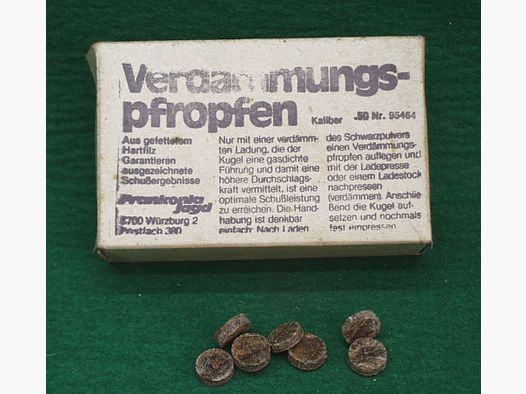 Verdammungs-
pfropfen
Kaliber .50 Nr. 95464
Aus gefettetem
Hartfilz
Garantieren
ausgezeichnete
Schußergebnisse
Frankonia
Jagd
8700 Würzburg 2
Postfach 380
Nur mit einer verdämm-
ten Ladung, die der
Kugel eine gasdichte
Führung und damit eine
höhere Durchschlags-
kraft vermittelt, ist eine
optimale Schußleistung
zu erreichen. Die Hand-
habung ist denkbar
einfach: Nach Laden
des Schwarzpulvers
einen Verdämmungs-
pfropfen auflegen und
mit der Ladepresse
oder einem Ladestock
nachpressen
(verdämmen). Anschlie
ßend die Kugel auf-
setzen und nochmals
fest einpressen.